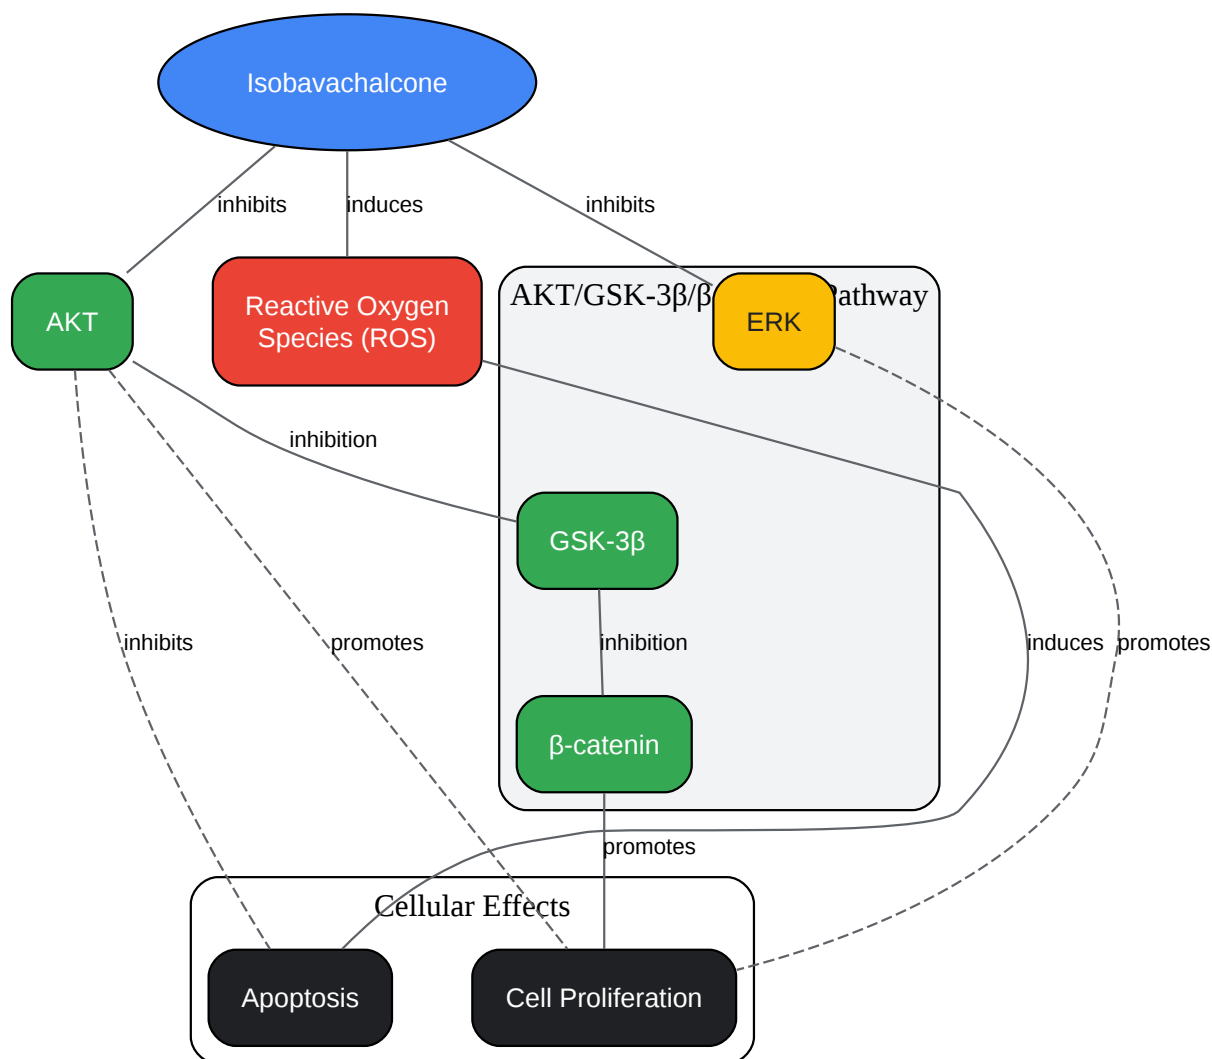 Isobavachalcone
inhibits
induces
inhibits
AKT/GSK-3β/β
Pathway
AKT
Reactive Oxygen
Species (ROS)
ERK
inhibition
GSK-3β
inhibits
promotes
inhibition
induces
promotes
β-catenin
promotes
Cellular Effects
Apoptosis
Cell Proliferation